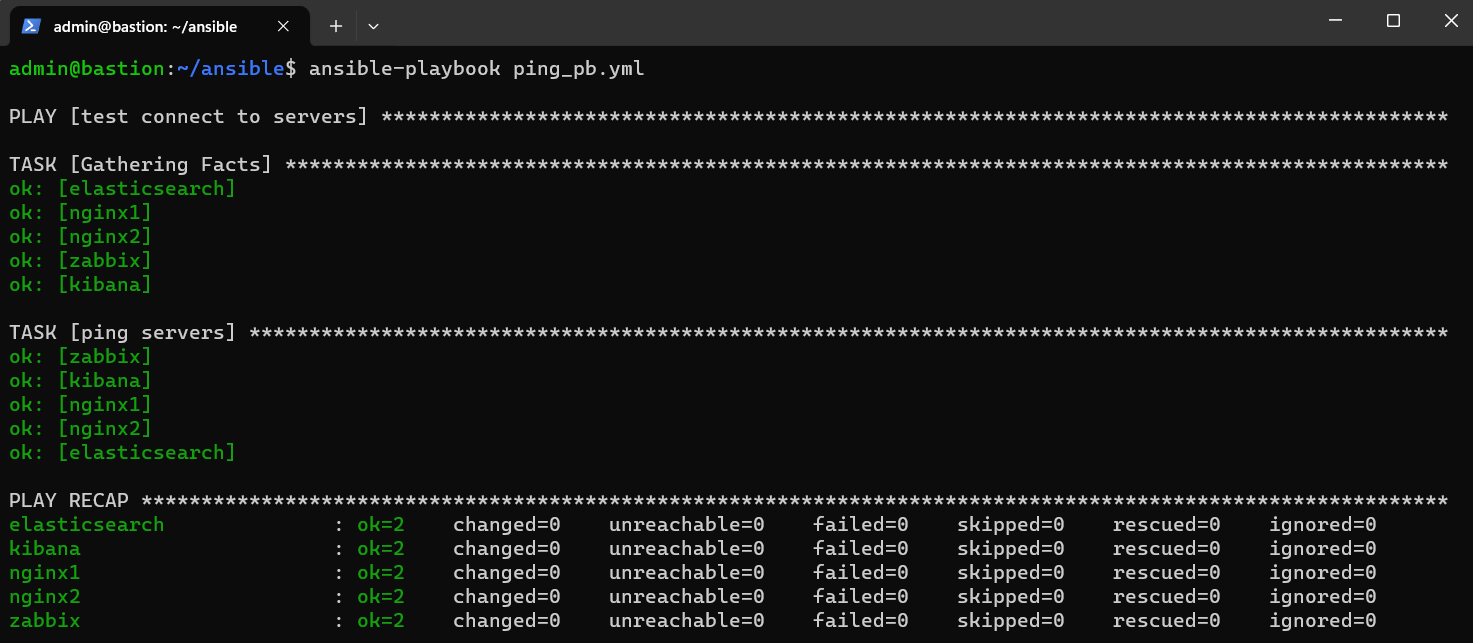 admin@bastion: ~/ansible
admin@bastion:~/ansible$ ansible-playbook ping_pb.yml
PLAY [test connect to servers] *****************************************************************************************
TASK [Gathering Facts] *************************************************************************************************
ok: [elasticsearch]
ok: [nginx1]
ok: [nginx2]
ok: [zabbix]
ok: [kibana]
TASK [ping servers] ****************************************************************************************************
ok: [zabbix]
ok: [kibana]
ok: [nginx1]
ok: [nginx2]
ok: [elasticsearch]
PLAY RECAP *************************************************************************************************************
elasticsearch              : ok=2    changed=0    unreachable=0    failed=0    skipped=0    rescued=0    ignored=0
kibana                     : ok=2    changed=0    unreachable=0    failed=0    skipped=0    rescued=0    ignored=0
nginx1                     : ok=2    changed=0    unreachable=0    failed=0    skipped=0    rescued=0    ignored=0
nginx2                     : ok=2    changed=0    unreachable=0    failed=0    skipped=0    rescued=0    ignored=0
zabbix                     : ok=2    changed=0    unreachable=0    failed=0    skipped=0    rescued=0    ignored=0